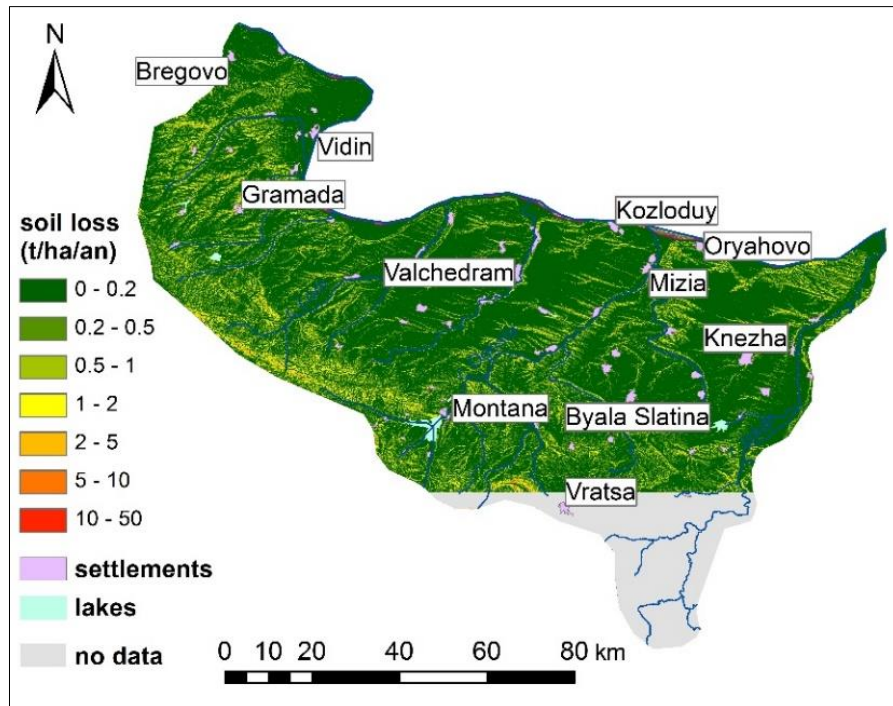 N
Bregovo
Vidin
Gramada
Kozloduy
Oryahovo
Valchedram
Mizia
Knezha
Montana
Byala Slatina
Vratsa
soil loss
(t/ha/an)
0 - 0.2
0.2 - 0.5
0.5 - 1
1 - 2
2 - 5
5 - 10
10 - 50
settlements
lakes
no data
0 10 20 40 60 80 km